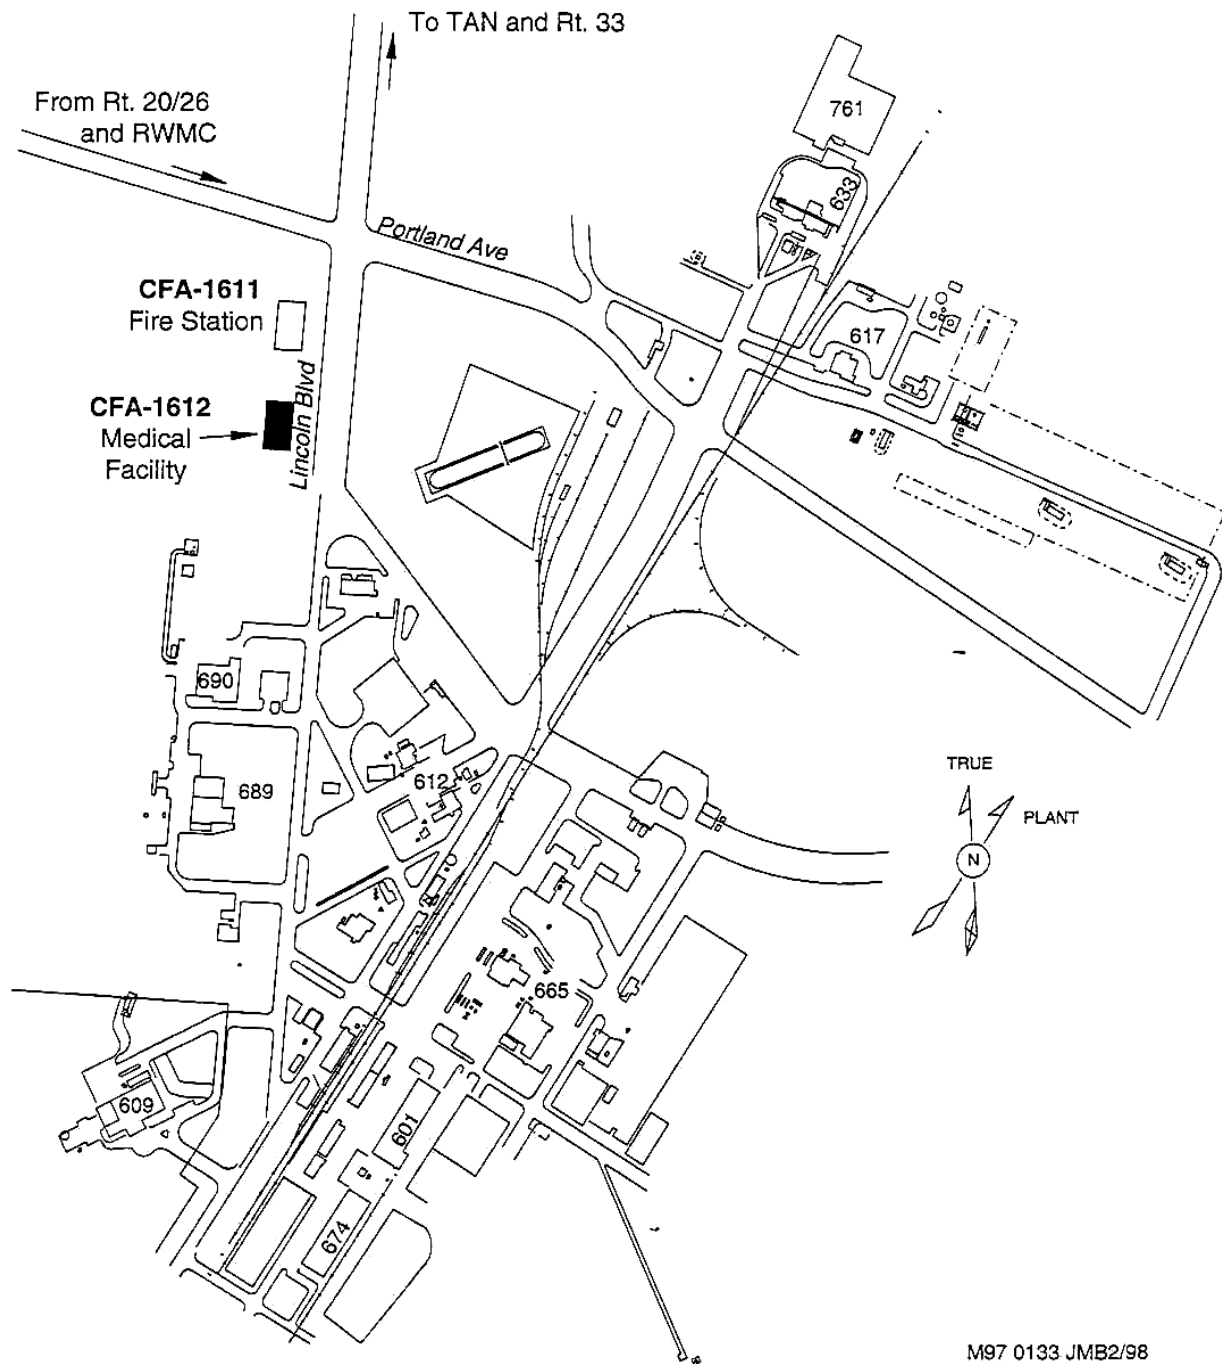 To TAN and Rt. 33
From Rt. 20/26
and RWMC
761
633
Portland Ave
CFA-1611
Fire Station
617
Lincoln Blvd
CFA-1612
Medical
Facility
690
689
612
TRUE
PLANT
N
665
609
601
674
M97 0133 JMB2/98